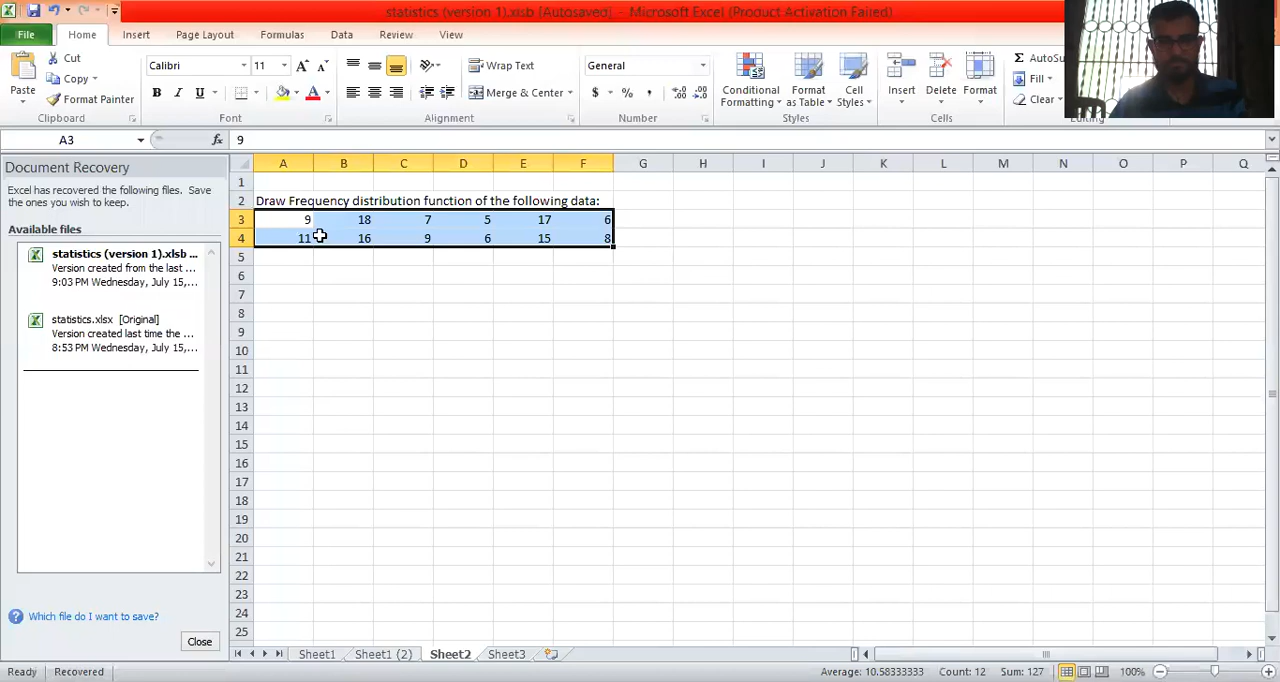 statistics (version 1).xlsb [Autosaved] - Microsoft Excel (Product Activation Failed)
File Home Insert Page Layout Formulas Data Review View
Paste Cut Copy Format Painter Clipboard
Calibri 11 A A B I U A Font
Wrap Text Merge & Center Alignment
General $ % , .0 .00 .00 .0 Number
Conditional Formatting Format as Table Cell Styles Styles
Insert Delete Format Cells
Σ AutoSu
Fill
Clear
Editing
A3 fx 9
Document Recovery
Excel has recovered the following files. Save
the ones you wish to keep.
Available files
statistics (version 1).xlsb ...
Version created from the last ...
9:03 PM Wednesday, July 15,...
statistics.xlsx [Original]
Version created last time the ...
8:53 PM Wednesday, July 15,...
Which file do I want to save?
Close
A B C D E F G H I J K L M N O P Q
1
2 Draw Frequency distribution function of the following data:
3 9 18 7 5 17 6
4 11 16 9 6 15 8
5
6
7
8
9
10
11
12
13
14
15
16
17
18
19
20
21
22
23
24
25
Sheet1 Sheet1 (2) Sheet2 Sheet3
Ready Recovered Average: 10.58333333 Count: 12 Sum: 127 100%